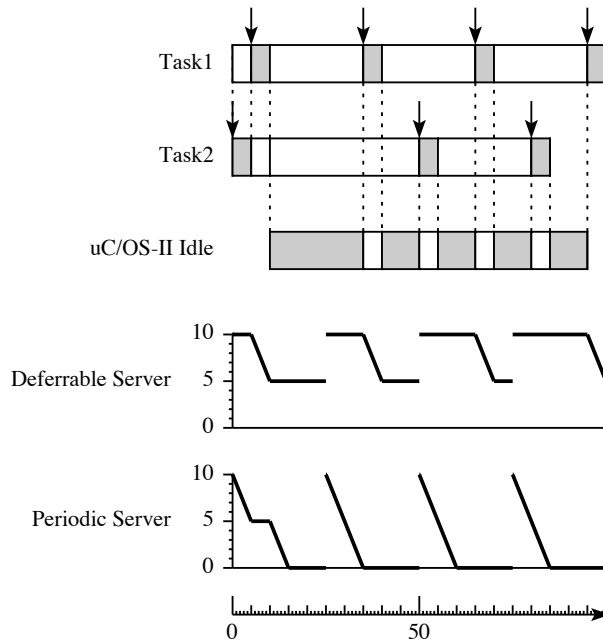 Task1
Task2
uC/OS-II Idle
10
Deferrable Server
5
0
10
Periodic Server
5
0
0 50